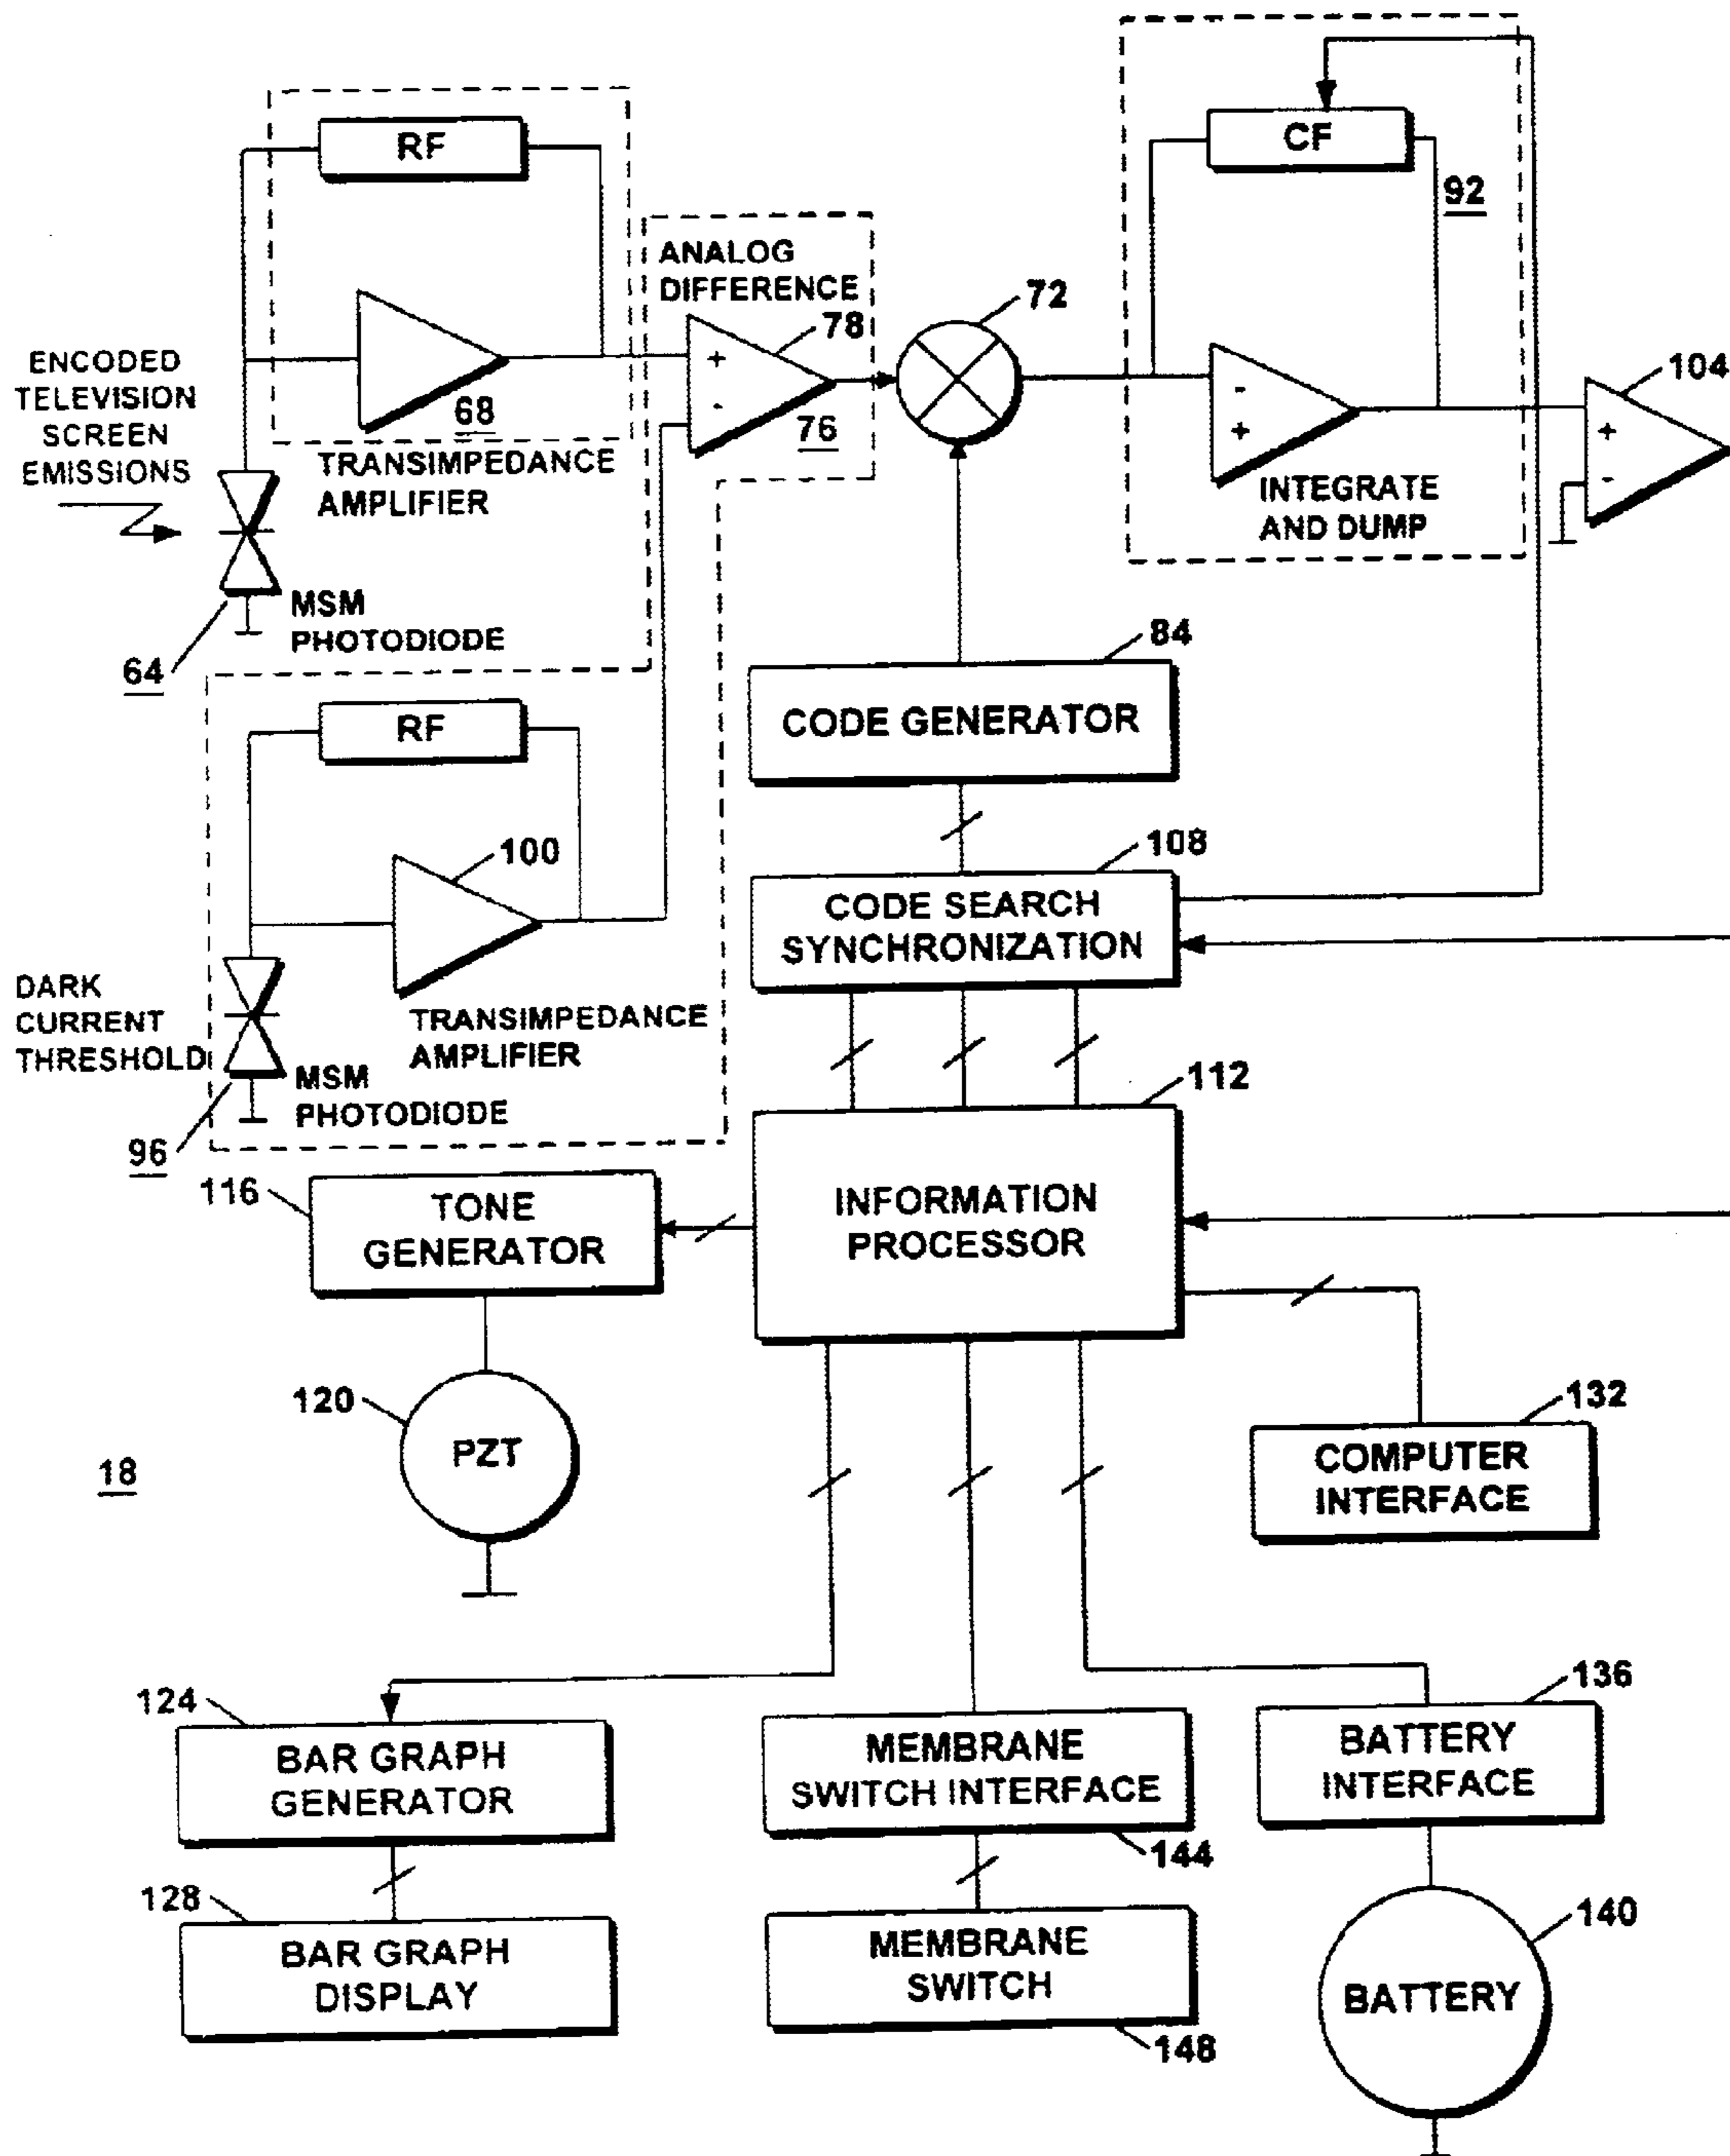 RF
CF
92
ANALOG
DIFFERENCE
78
72
104
ENCODED
TELEVISION
SCREEN
EMISSIONS
+
-
-
+
+
-
68
76
TRANSIMPEDANCE
AMPLIFIER
INTEGRATE
AND DUMP
MSM
PHOTODIODE
64
84
CODE GENERATOR
RF
100
108
CODE SEARCH
SYNCHRONIZATION
DARK
CURRENT
THRESHOLD
TRANSIMPEDANCE
AMPLIFIER
MSM
PHOTODIODE
96
112
116
TONE
GENERATOR
INFORMATION
PROCESSOR
120
PZT
18
132
COMPUTER
INTERFACE
124
BAR GRAPH
GENERATOR
MEMBRANE
SWITCH INTERFACE
144
136
BATTERY
INTERFACE
128
BAR GRAPH
DISPLAY
MEMBRANE
SWITCH
148
140
BATTERY